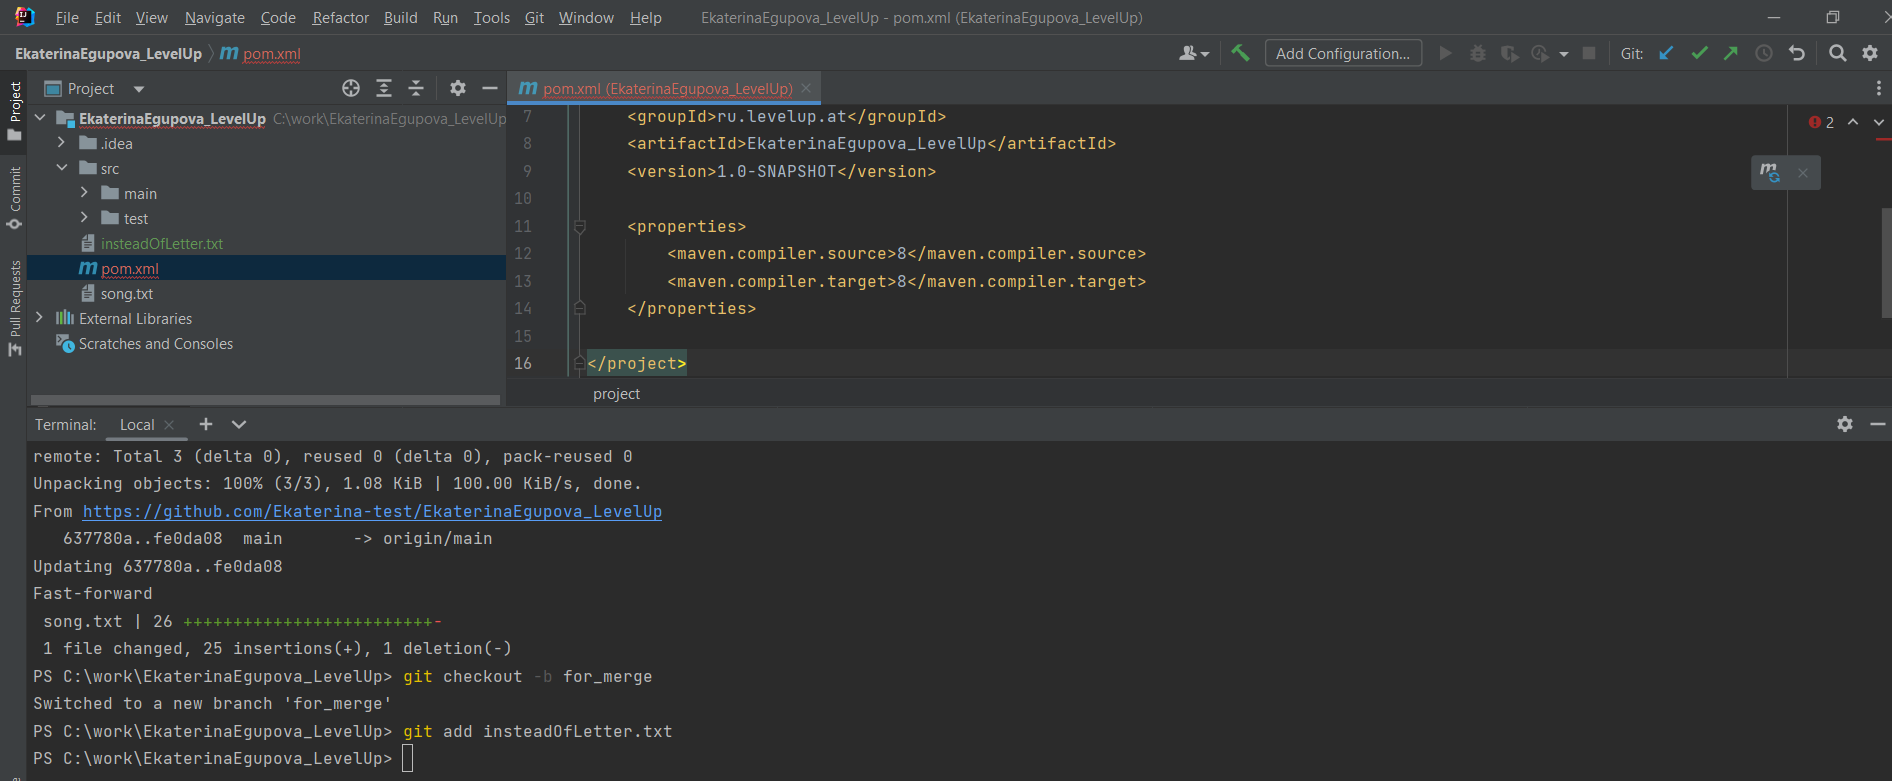 File Edit View Navigate Code Refactor Build Run Tools Git Window Help EkaterinaEgupova_LevelUp - pom.xml (EkaterinaEgupova_LevelUp)
EkaterinaEgupova_LevelUp m pom.xml Add Configuration... Git:
Project
Commit
Pull Requests
Project
EkaterinaEgupova_LevelUp C:\work\EkaterinaEgupova_LevelUp
.idea
src
main
test
insteadOfLetter.txt
m pom.xml
song.txt
External Libraries
Scratches and Consoles
m pom.xml (EkaterinaEgupova_LevelUp)
2
7 <groupId>ru.levelup.at</groupId>
8 <artifactId>EkaterinaEgupova_LevelUp</artifactId>
9 <version>1.0-SNAPSHOT</version>
10
11 <properties>
12 <maven.compiler.source>8</maven.compiler.source>
13 <maven.compiler.target>8</maven.compiler.target>
14 </properties>
15
16 </project>
project
Terminal: Local
remote: Total 3 (delta 0), reused 0 (delta 0), pack-reused 0
Unpacking objects: 100% (3/3), 1.08 KiB | 100.00 KiB/s, done.
From https://github.com/Ekaterina-test/EkaterinaEgupova_LevelUp
637780a..fe0da08 main -> origin/main
Updating 637780a..fe0da08
Fast-forward
song.txt | 26 +++++++++++++++++++++++++-
1 file changed, 25 insertions(+), 1 deletion(-)
PS C:\work\EkaterinaEgupova_LevelUp> git checkout -b for_merge
Switched to a new branch 'for_merge'
PS C:\work\EkaterinaEgupova_LevelUp> git add insteadOfLetter.txt
PS C:\work\EkaterinaEgupova_LevelUp>